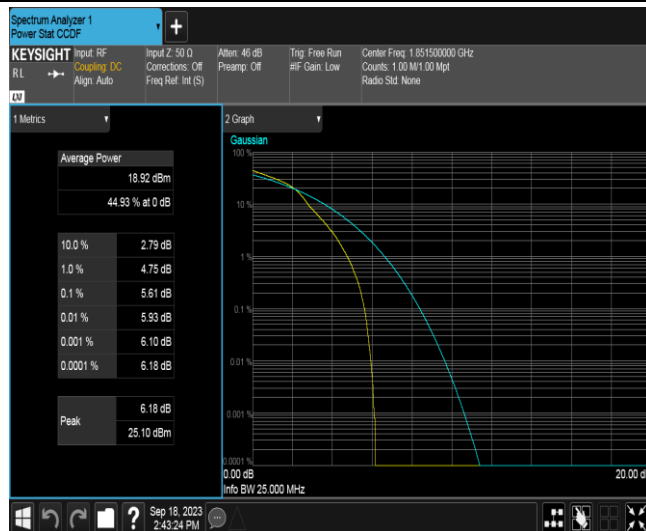 Spectrum Analyzer 1
Power Stat CCDF
KEYSIGHT
RL
Input: RF
Coupling: DC
Align: Auto
Input Z: 50 Ω
Corrections: Off
Freq Ref: Int (S)
Atten: 46 dB
Preamp: Off
Trig: Free Run
#IF Gain: Low
Center Freq: 1.851500000 GHz
Counts: 1.00 M/1.00 Mpt
Radio Std: None
1 Metrics
Average Power
18.92 dBm
44.93 % at 0 dB
10.0 % 2.79 dB
1.0 % 4.75 dB
0.1 % 5.61 dB
0.01 % 5.93 dB
0.001 % 6.10 dB
0.0001 % 6.18 dB
Peak
6.18 dB
25.10 dBm
2 Graph
Gaussian
100 %
10 %
1 %
0.1 %
0.01 %
0.001 %
0.0001 %
0.00 dB
20.00 d
Info BW 25.000 MHz
?
Sep 18, 2023
2:43:24 PM